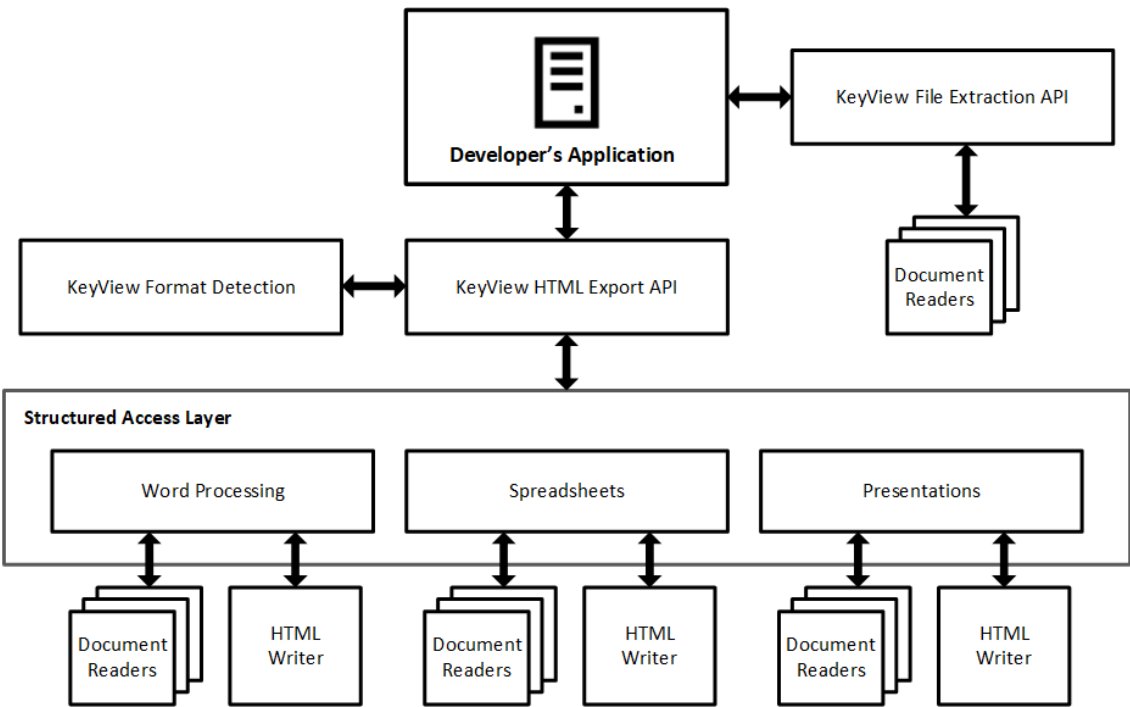 Developer's Application
KeyView File Extraction API
KeyView Format Detection
KeyView HTML Export API
Document
Readers
Structured Access Layer
Word Processing
Spreadsheets
Presentations
Document
Readers
HTML
Writer
Document
Readers
HTML
Writer
Document
Readers
HTML
Writer